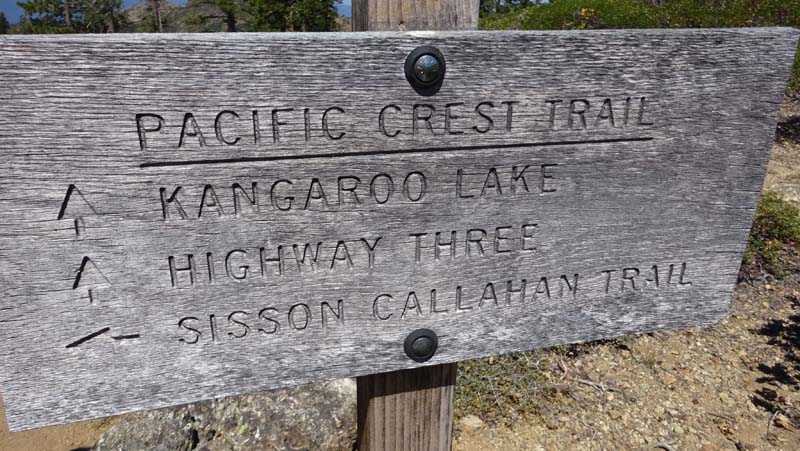 PACIFIC CREST TRAIL
KANGAROO LAKE
HIGHWAY THREE
SISSON CALLAHAN TRAIL